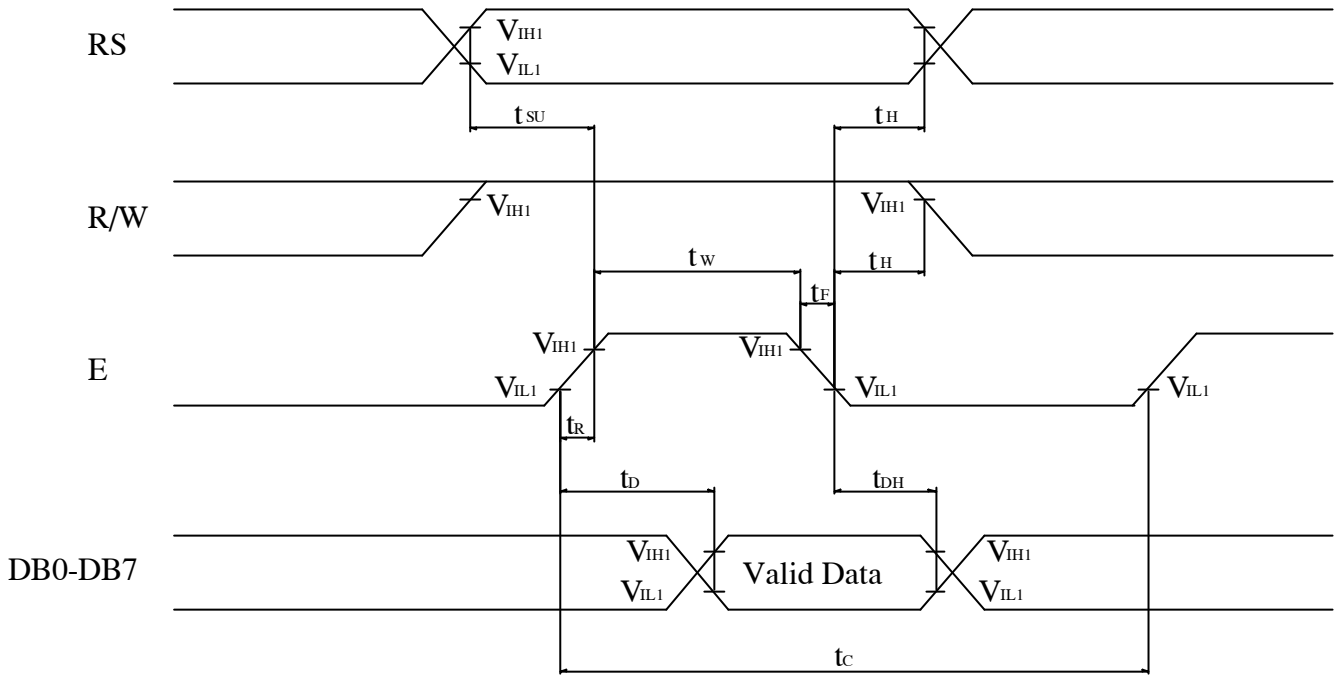 RS
VIH1
VIL1
tSU
tH
R/W
VIH1
VIH1
tW
tH
tF
E
VIH1
VIH1
VIL1
VIL1
VIL1
tR
tD
tDH
DB0-DB7
VIH1
Valid Data
VIH1
VIL1
VIL1
tC